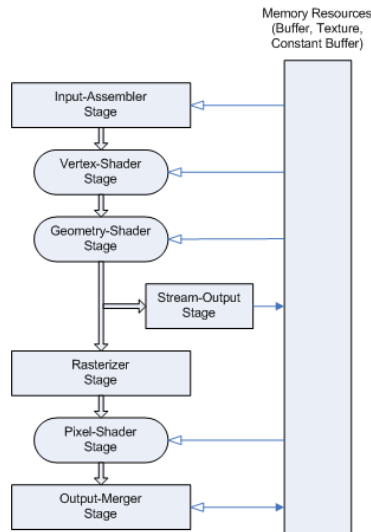 Memory Resources
(Buffer, Texture,
Constant Buffer)
Input-Assembler
Stage
Vertex-Shader
Stage
Geometry-Shader
Stage
Stream-Output
Stage
Rasterizer
Stage
Pixel-Shader
Stage
Output-Merger
Stage